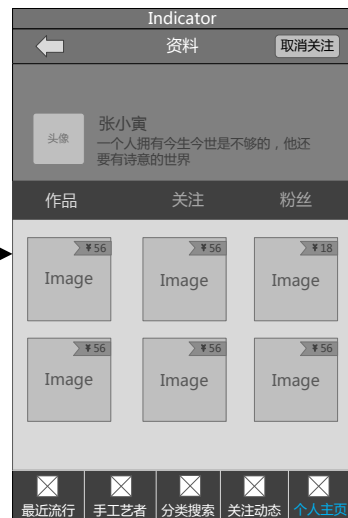 Indicator
资料
取消关注
头像
张小寅
一个人拥有今生今世是不够的，他还
要有诗意的世界
作品 关注 粉丝
¥56 ¥56 ¥18
Image Image Image
¥56 ¥56 ¥56
Image Image Image
最近流行 手工艺者 分类搜索 关注动态 个人主页